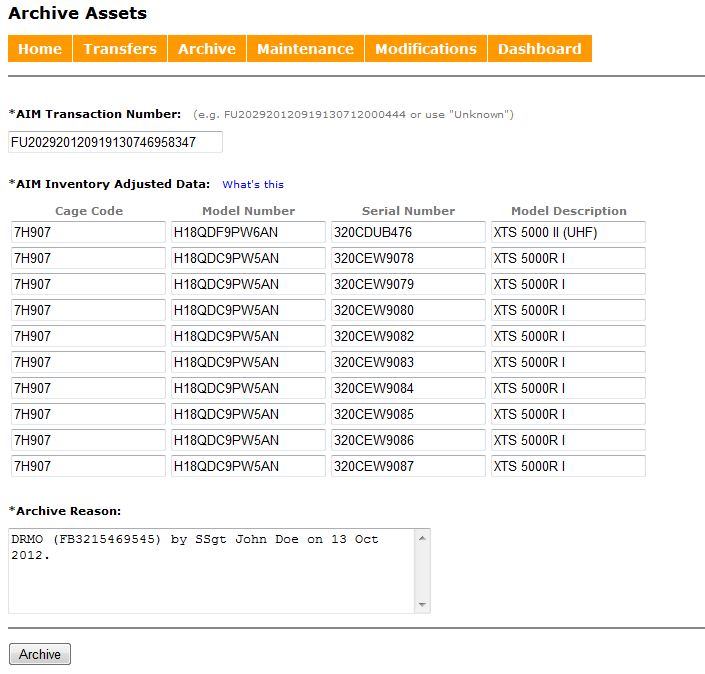 Archive Assets
Home Transfers Archive Maintenance Modifications Dashboard
*AIM Transaction Number: (e.g. FU202920120919130712000444 or use "Unknown")
FU202920120919130746958347
*AIM Inventory Adjusted Data: What's this
Cage Code Model Number Serial Number Model Description
7H907 H18QDF9PW6AN 320CDUB476 XTS 5000 II (UHF)
7H907 H18QDC9PW5AN 320CEW9078 XTS 5000R I
7H907 H18QDC9PW5AN 320CEW9079 XTS 5000R I
7H907 H18QDC9PW5AN 320CEW9080 XTS 5000R I
7H907 H18QDC9PW5AN 320CEW9082 XTS 5000R I
7H907 H18QDC9PW5AN 320CEW9083 XTS 5000R I
7H907 H18QDC9PW5AN 320CEW9084 XTS 5000R I
7H907 H18QDC9PW5AN 320CEW9085 XTS 5000R I
7H907 H18QDC9PW5AN 320CEW9086 XTS 5000R I
7H907 H18QDC9PW5AN 320CEW9087 XTS 5000R I
*Archive Reason:
DRMO (FB3215469545) by SSgt John Doe on 13 Oct
2012.
Archive